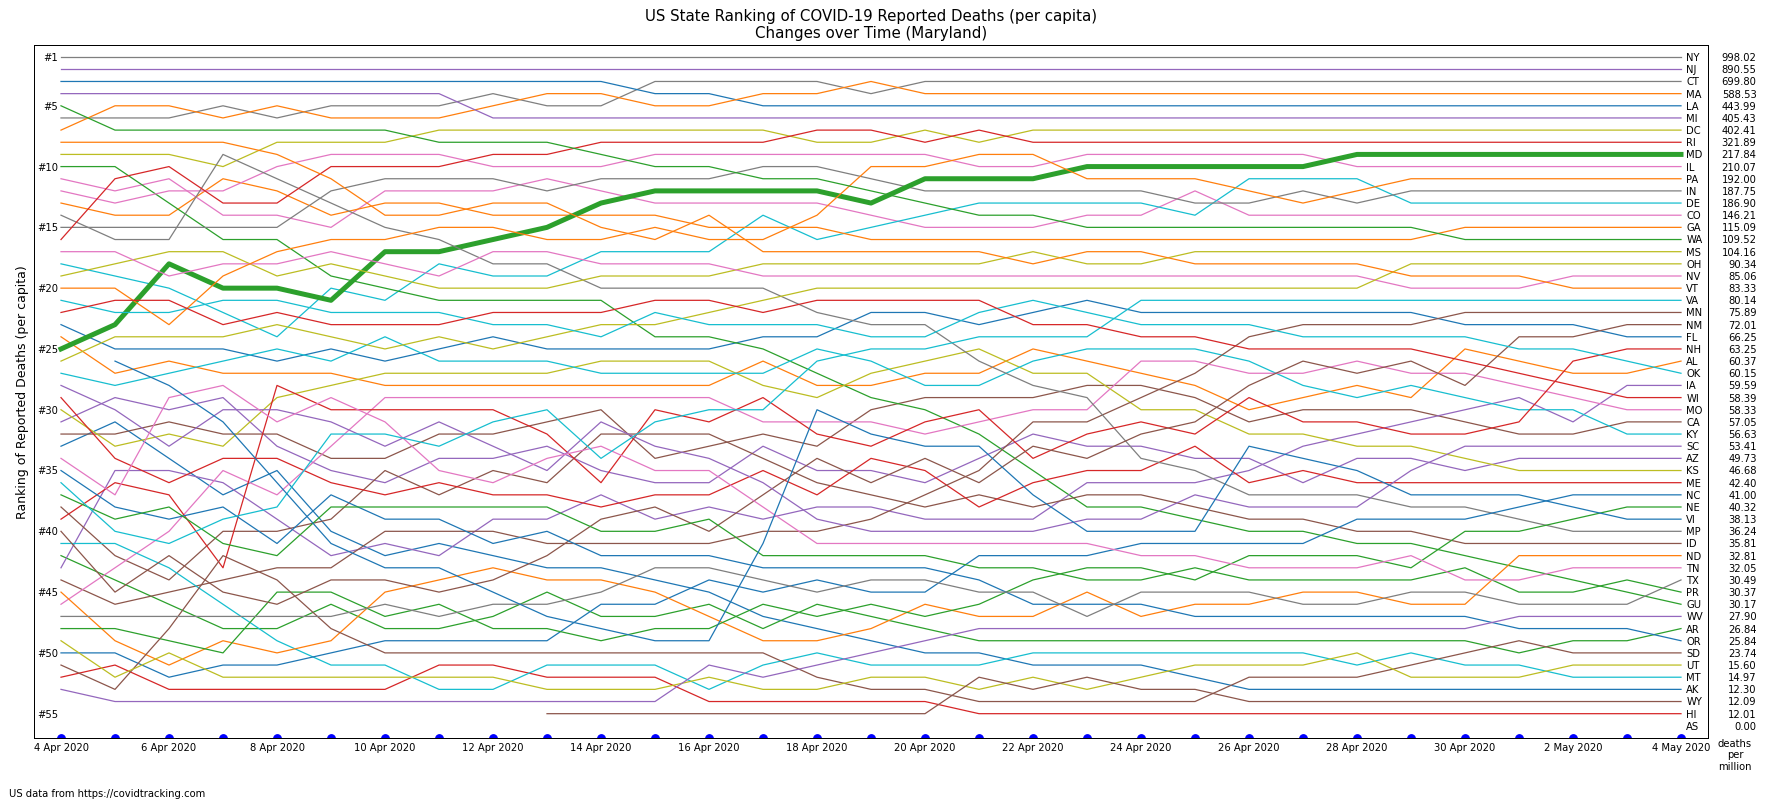 US State Ranking of COVID-19 Reported Deaths (per capita)
Changes over Time (Maryland)
Ranking of Reported Deaths (per capita)
#1
#5
#10
#15
#20
#25
#30
#35
#40
#45
#50
#55
NY 998.02
NJ 890.55
CT 699.80
MA 588.53
LA 443.99
MI 405.43
DC 402.41
RI 321.89
MD 217.84
IL 210.07
PA 192.00
IN 187.75
DE 186.90
CO 146.21
GA 115.09
WA 109.52
MS 104.16
OH 90.34
NV 85.06
VT 83.33
VA 80.14
MN 75.89
NM 72.01
FL 66.25
NH 63.25
AL 60.37
OK 60.15
IA 59.59
WI 58.39
MO 58.33
CA 57.05
KY 56.63
SC 53.41
AZ 49.73
KS 46.68
ME 42.40
NC 41.00
NE 40.32
VI 38.13
MP 36.24
ID 35.81
ND 32.81
TN 32.05
TX 30.49
PR 30.37
GU 30.17
WV 27.90
AR 26.84
OR 25.84
SD 23.74
UT 15.60
MT 14.97
AK 12.30
WY 12.09
HI 12.01
AS 0.00
4 Apr 2020 6 Apr 2020 8 Apr 2020 10 Apr 2020 12 Apr 2020 14 Apr 2020 16 Apr 2020 18 Apr 2020 20 Apr 2020 22 Apr 2020 24 Apr 2020 26 Apr 2020 28 Apr 2020 30 Apr 2020 2 May 2020 4 May 2020
deaths
per
million
US data from https://covidtracking.com